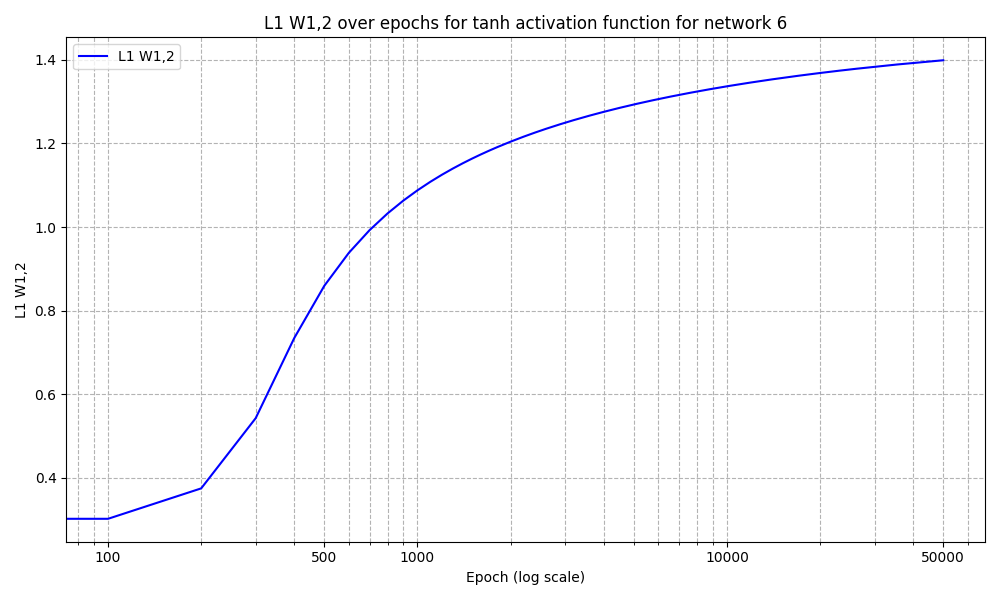 L1 W1,2 over epochs for tanh activation function for network 6
L1 W1,2
1.4
1.2
1.0
0.8
0.6
0.4
L1 W1,2
100
500
1000
10000
50000
Epoch (log scale)